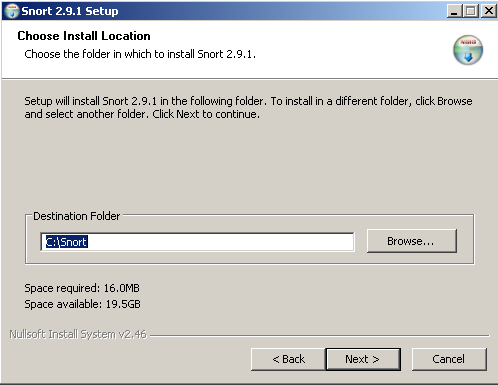 Snort 2.9.1 Setup
Choose Install Location
Choose the folder in which to install Snort 2.9.1.
Setup will install Snort 2.9.1 in the following folder. To install in a different folder, click Browse
and select another folder. Click Next to continue.
Destination Folder
C:\Snort
Browse...
Space required: 16.0MB
Space available: 19.5GB
Nullsoft Install System v2.46
< Back
Next >
Cancel